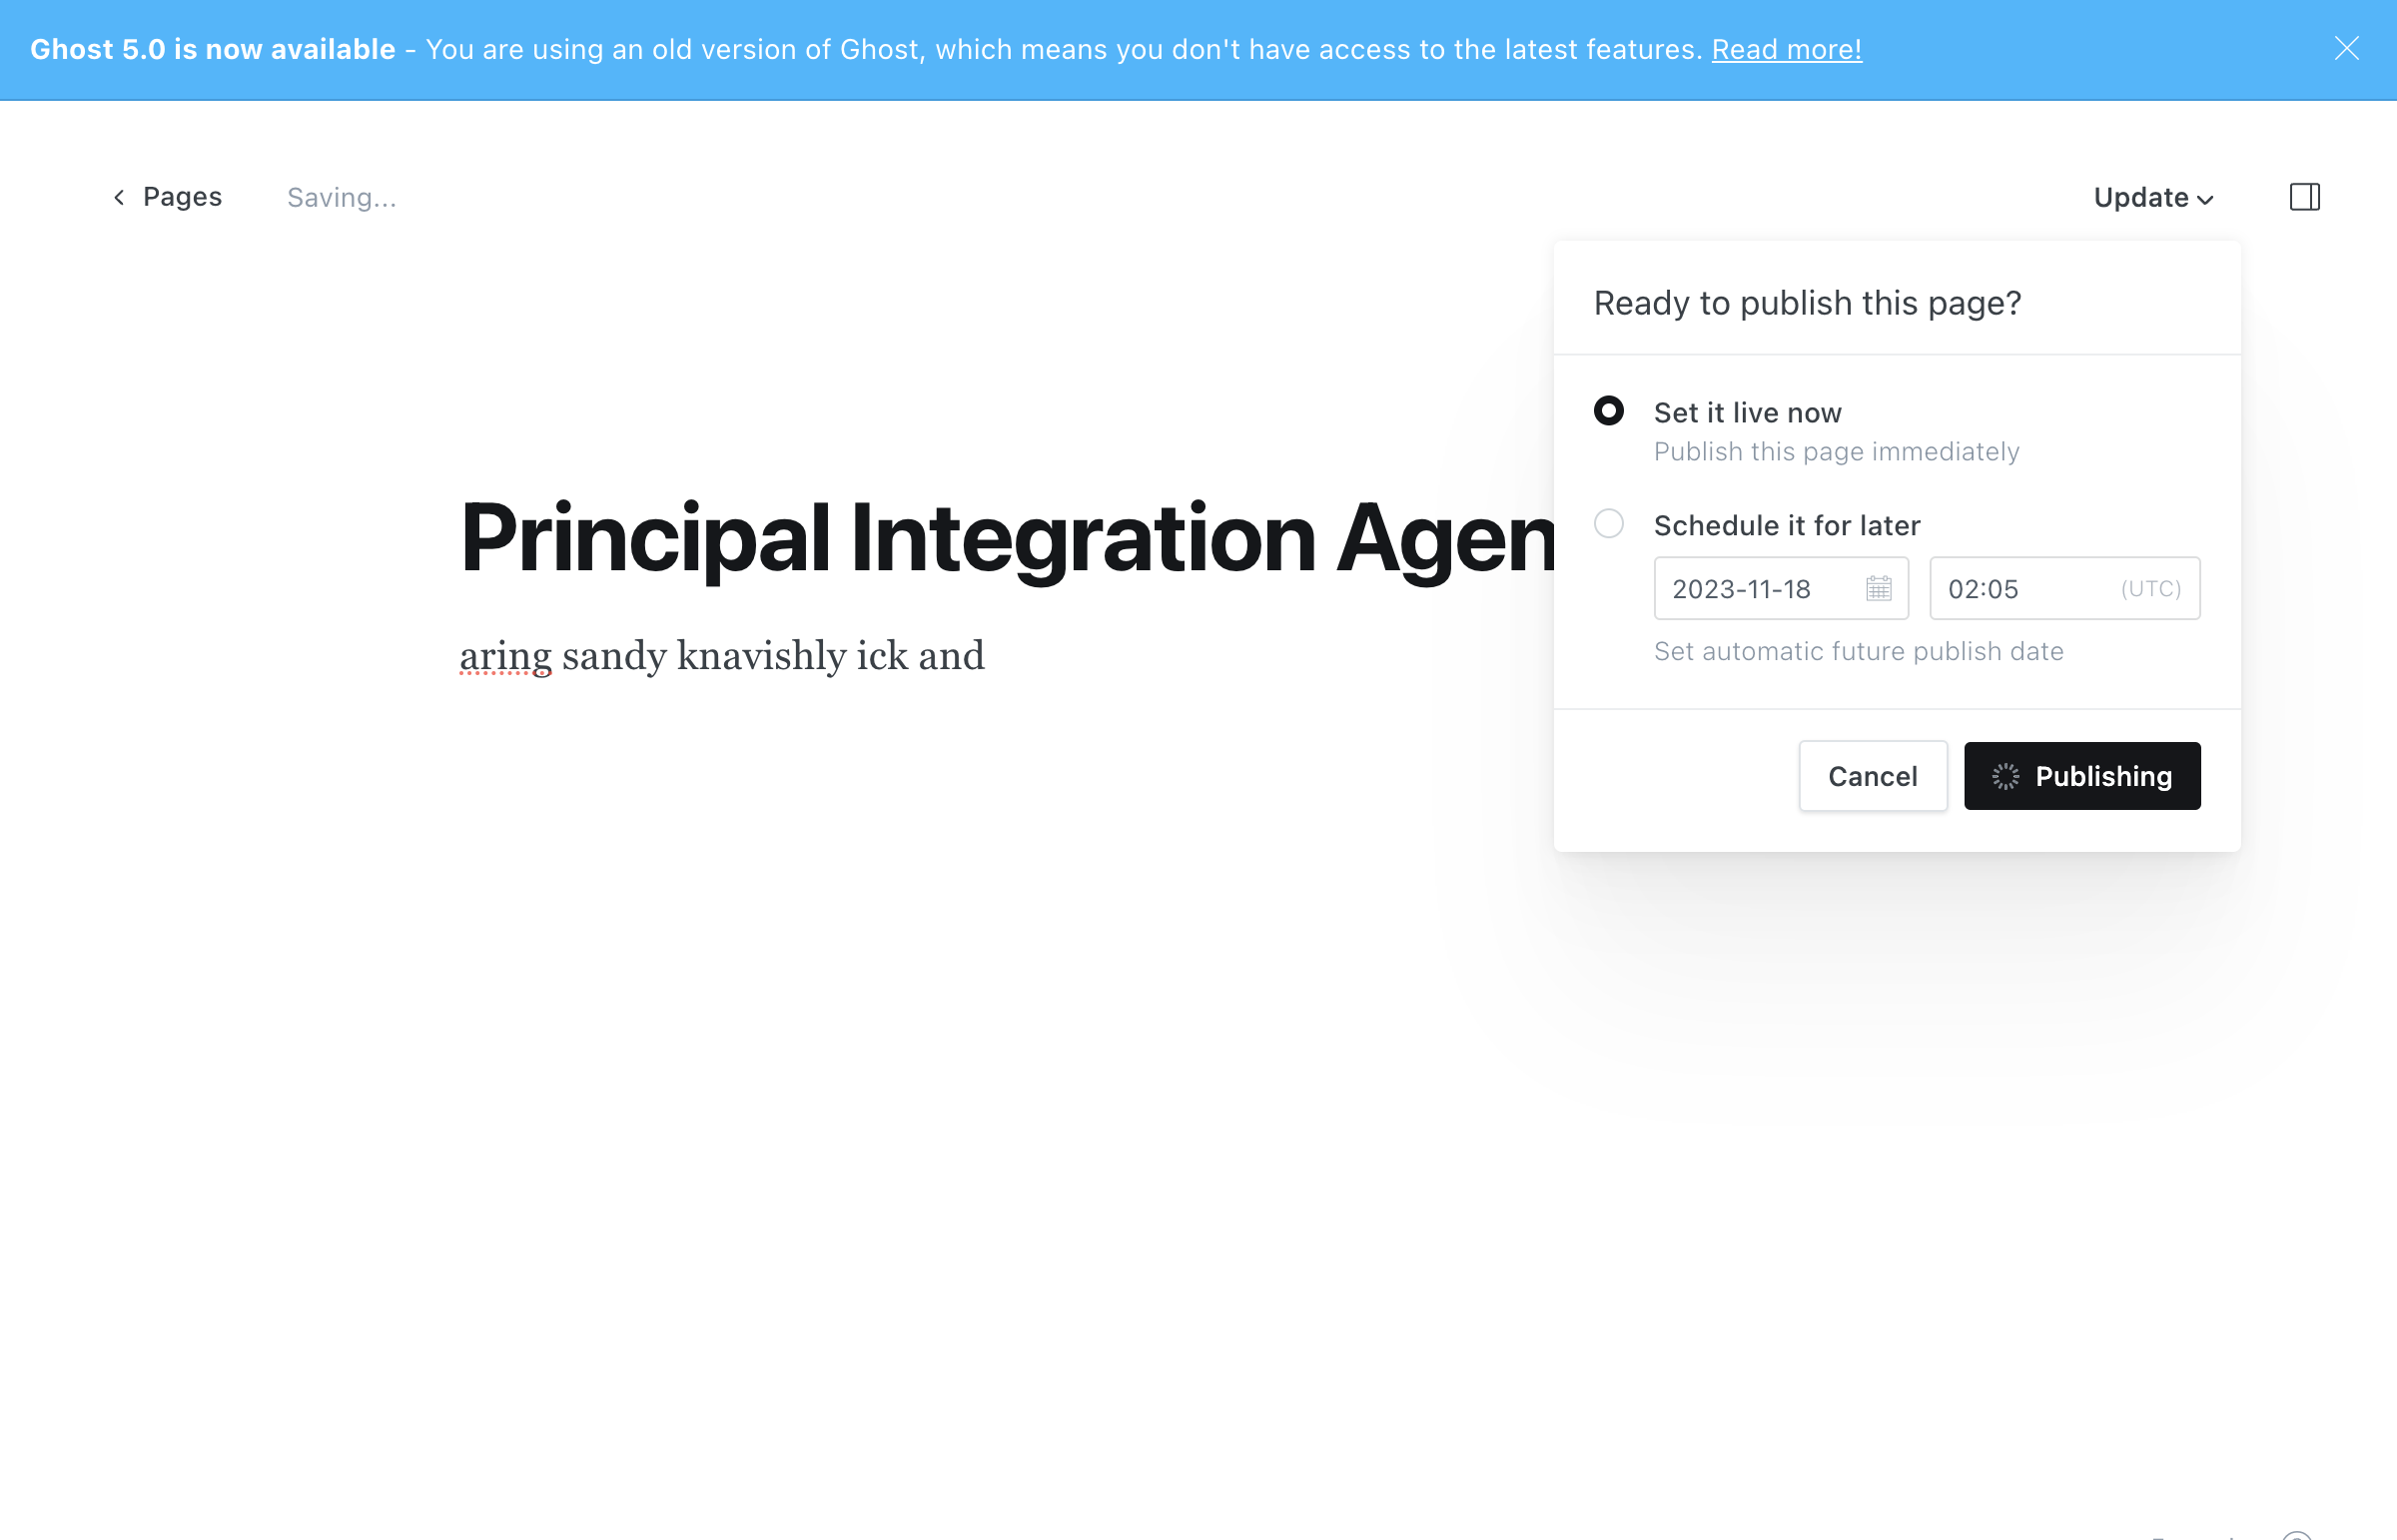 Ghost 5.0 is now available - You are using an old version of Ghost, which means you don't have access to the latest features. Read more!
Pages
Saving...
Update
Ready to publish this page?
Set it live now
Publish this page immediately
Principal Integration Agen
Schedule it for later
2023-11-18
02:05
(UTC)
aring sandy knavishly ick and
Set automatic future publish date
Cancel
Publishing